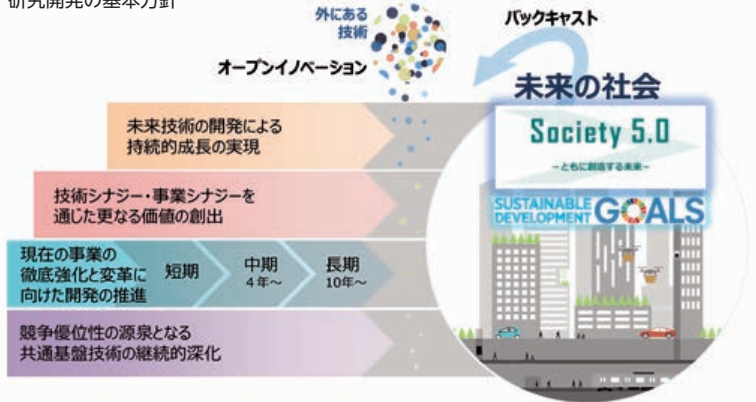 研究開発の基本方針
外にある
技術
バックキャスト
オープンイノベーション
未来の社会
Society 5.0
－ともに創造する未来－
SUSTAINABLE
DEVELOPMENT GOALS
未来技術の開発による
持続的成長の実現
技術シナジー・事業シナジーを
通じた更なる価値の創出
現在の事業の
徹底強化と変革に
向けた開発の推進
短期
中期
4年～
長期
10年～
競争優位性の源泉となる
共通基盤技術の継続的深化